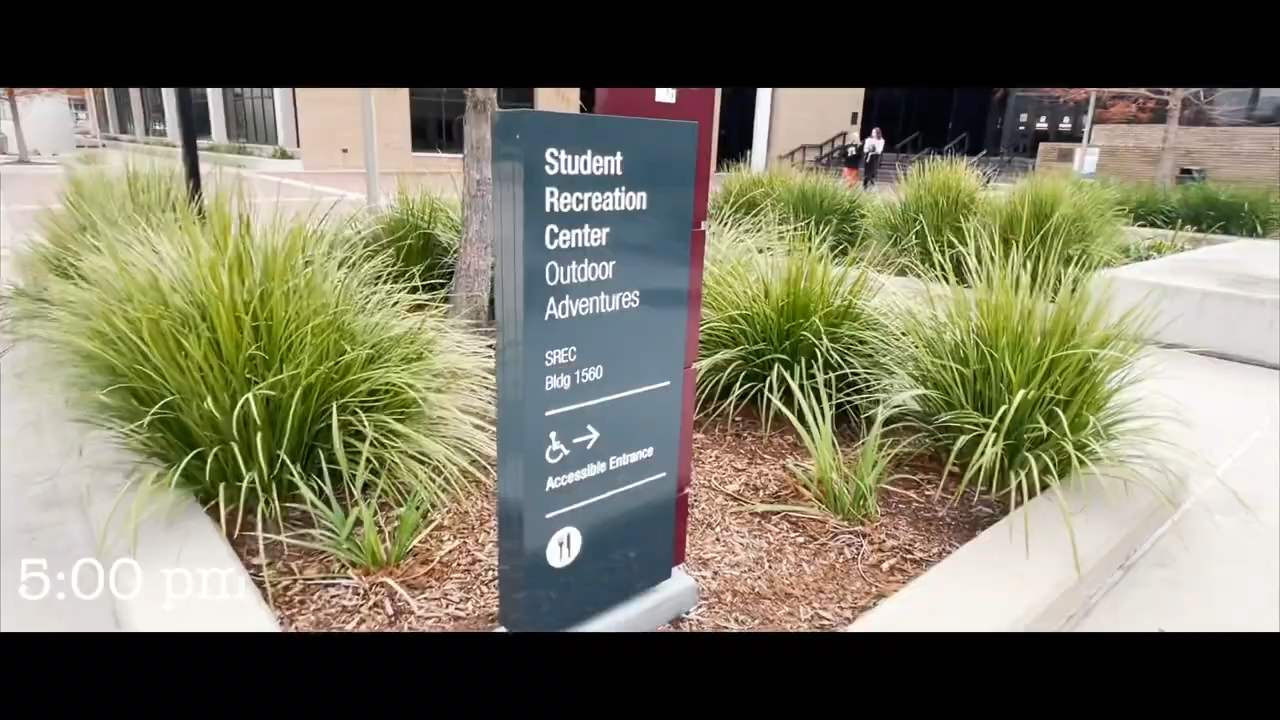 Student
Recreation
Center
Outdoor
Adventures
SREC
Bldg 1560
Accessible Entrance
5:00 pm